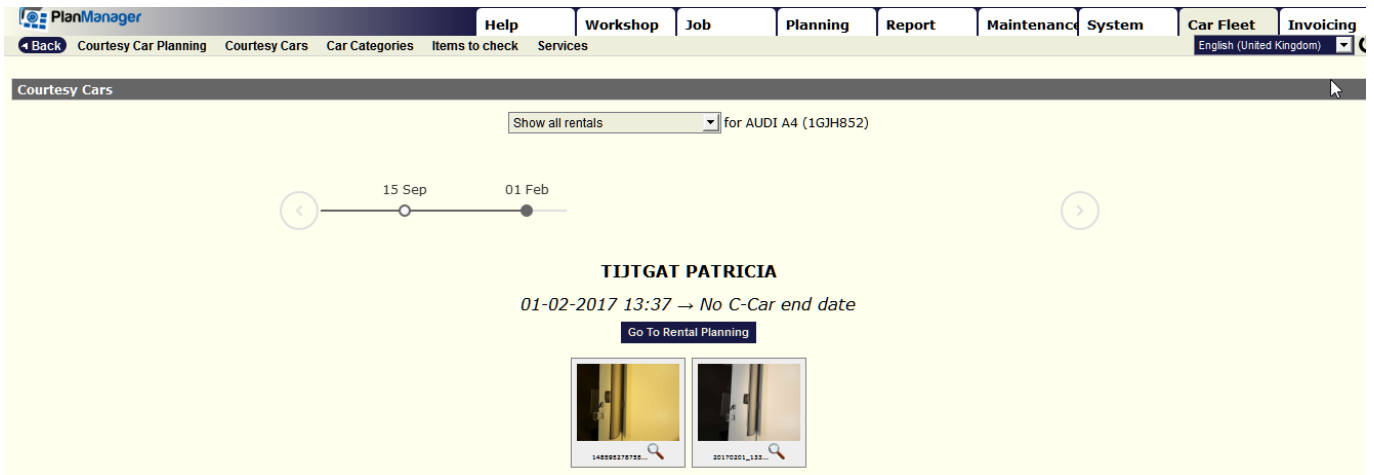 PlanManager
Help Workshop Job Planning Report Maintenance System Car Fleet Invoicing
Back Courtesy Car Planning Courtesy Cars Car Categories Items to check Services English (United Kingdom)
Courtesy Cars
Show all rentals for AUDI A4 (1GJH852)
15 Sep 01 Feb
TIJTGAT PATRICIA
01-02-2017 13:37 → No C-Car end date
Go To Rental Planning
20170201_133...